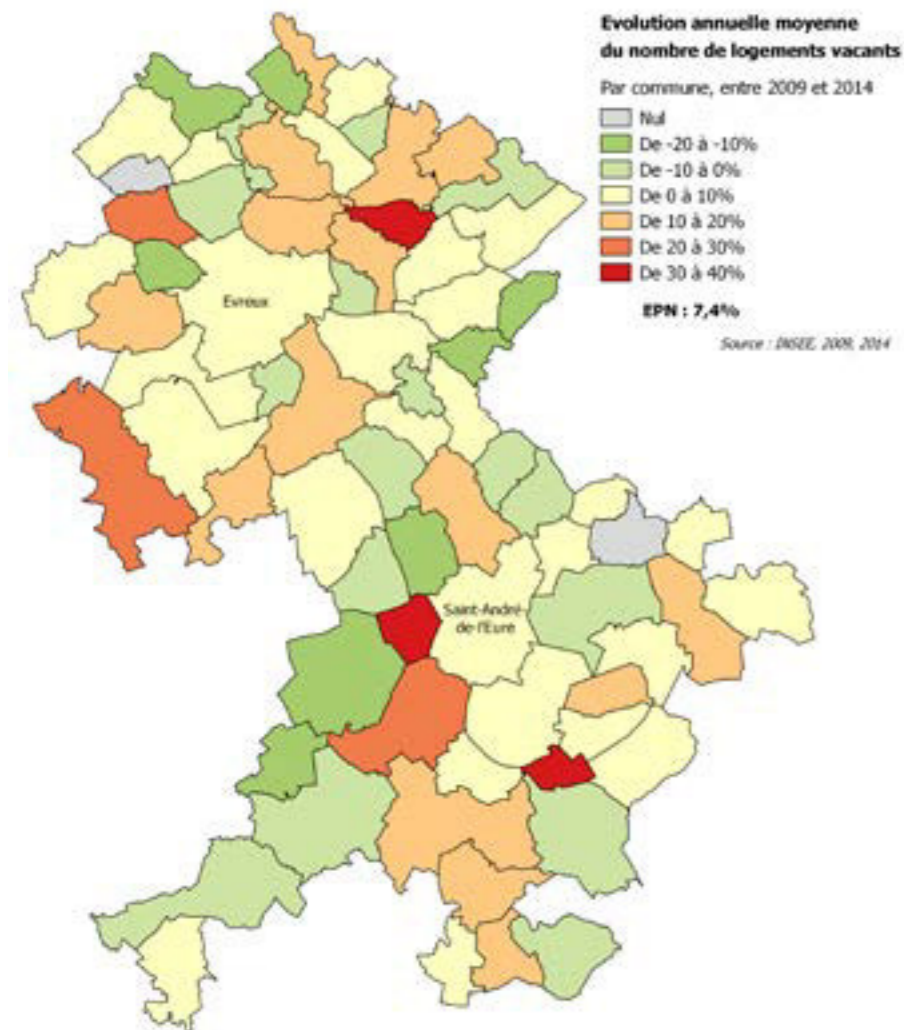 Evolution annuelle moyenne
du nombre de logements vacants
Par commune, entre 2009 et 2014
Nul
De -20 à -10%
De -10 à 0%
De 0 à 10%
De 10 à 20%
De 20 à 30%
De 30 à 40%
EPN : 7,4%
Source : INSEE, 2009, 2014
Evreux
Saint-André-
de-l'Eure